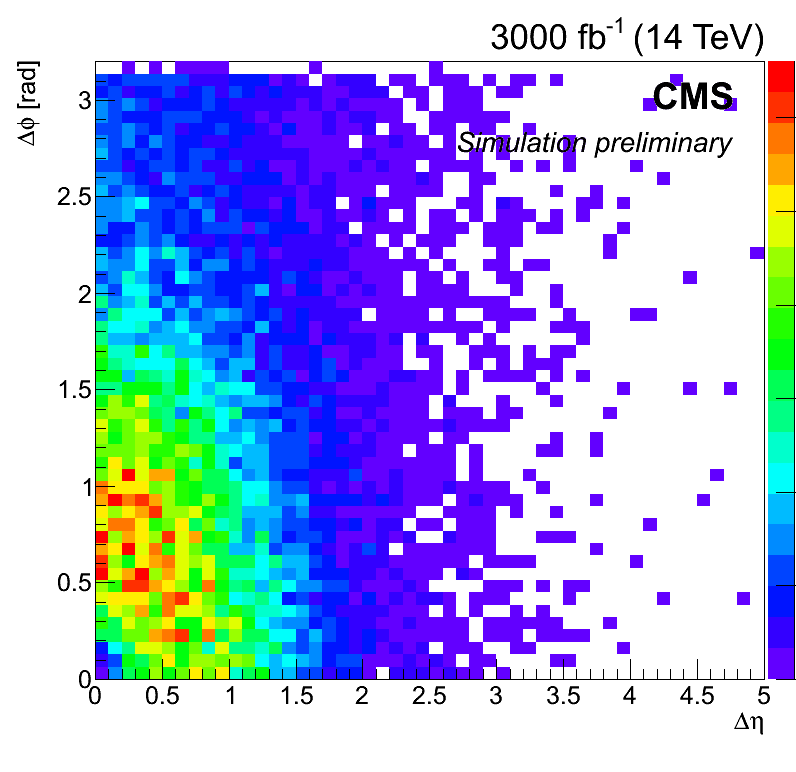 3000 fb⁻¹ (14 TeV)
CMS
Simulation preliminary
Δϕ [rad]
3
2.5
2
1.5
1
0.5
0
0 0.5 1 1.5 2 2.5 3 3.5 4 4.5 5
Δη